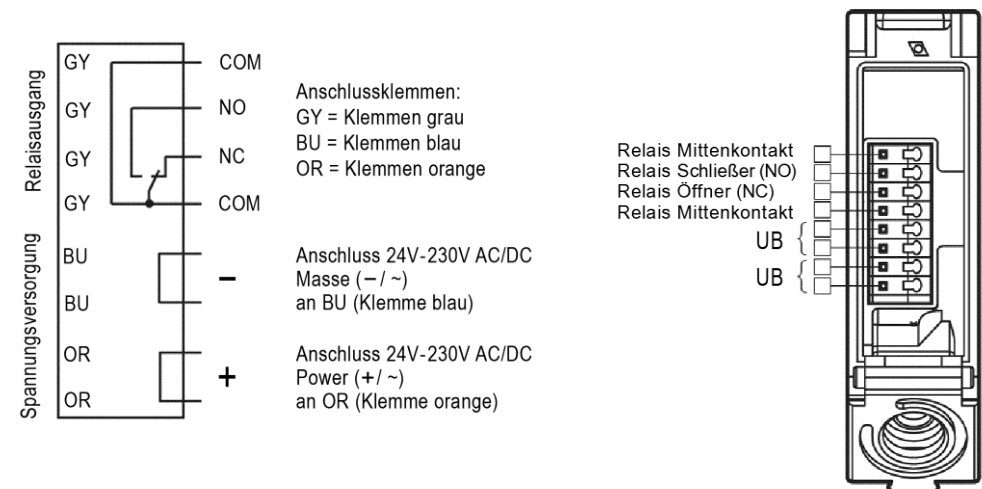 Relaisausgang
GY COM
GY NO
GY NC
GY COM
Anschlussklemmen:
GY = Klemmen grau
BU = Klemmen blau
OR = Klemmen orange
Spannungsversorgung
BU
BU
−
Anschluss 24V-230V AC/DC
Masse (−/ ~)
an BU (Klemme blau)
OR
OR
+
Anschluss 24V-230V AC/DC
Power (+/ ~)
an OR (Klemme orange)
Relais Mittenkontakt
Relais Schließer (NO)
Relais Öffner (NC)
Relais Mittenkontakt
UB
UB